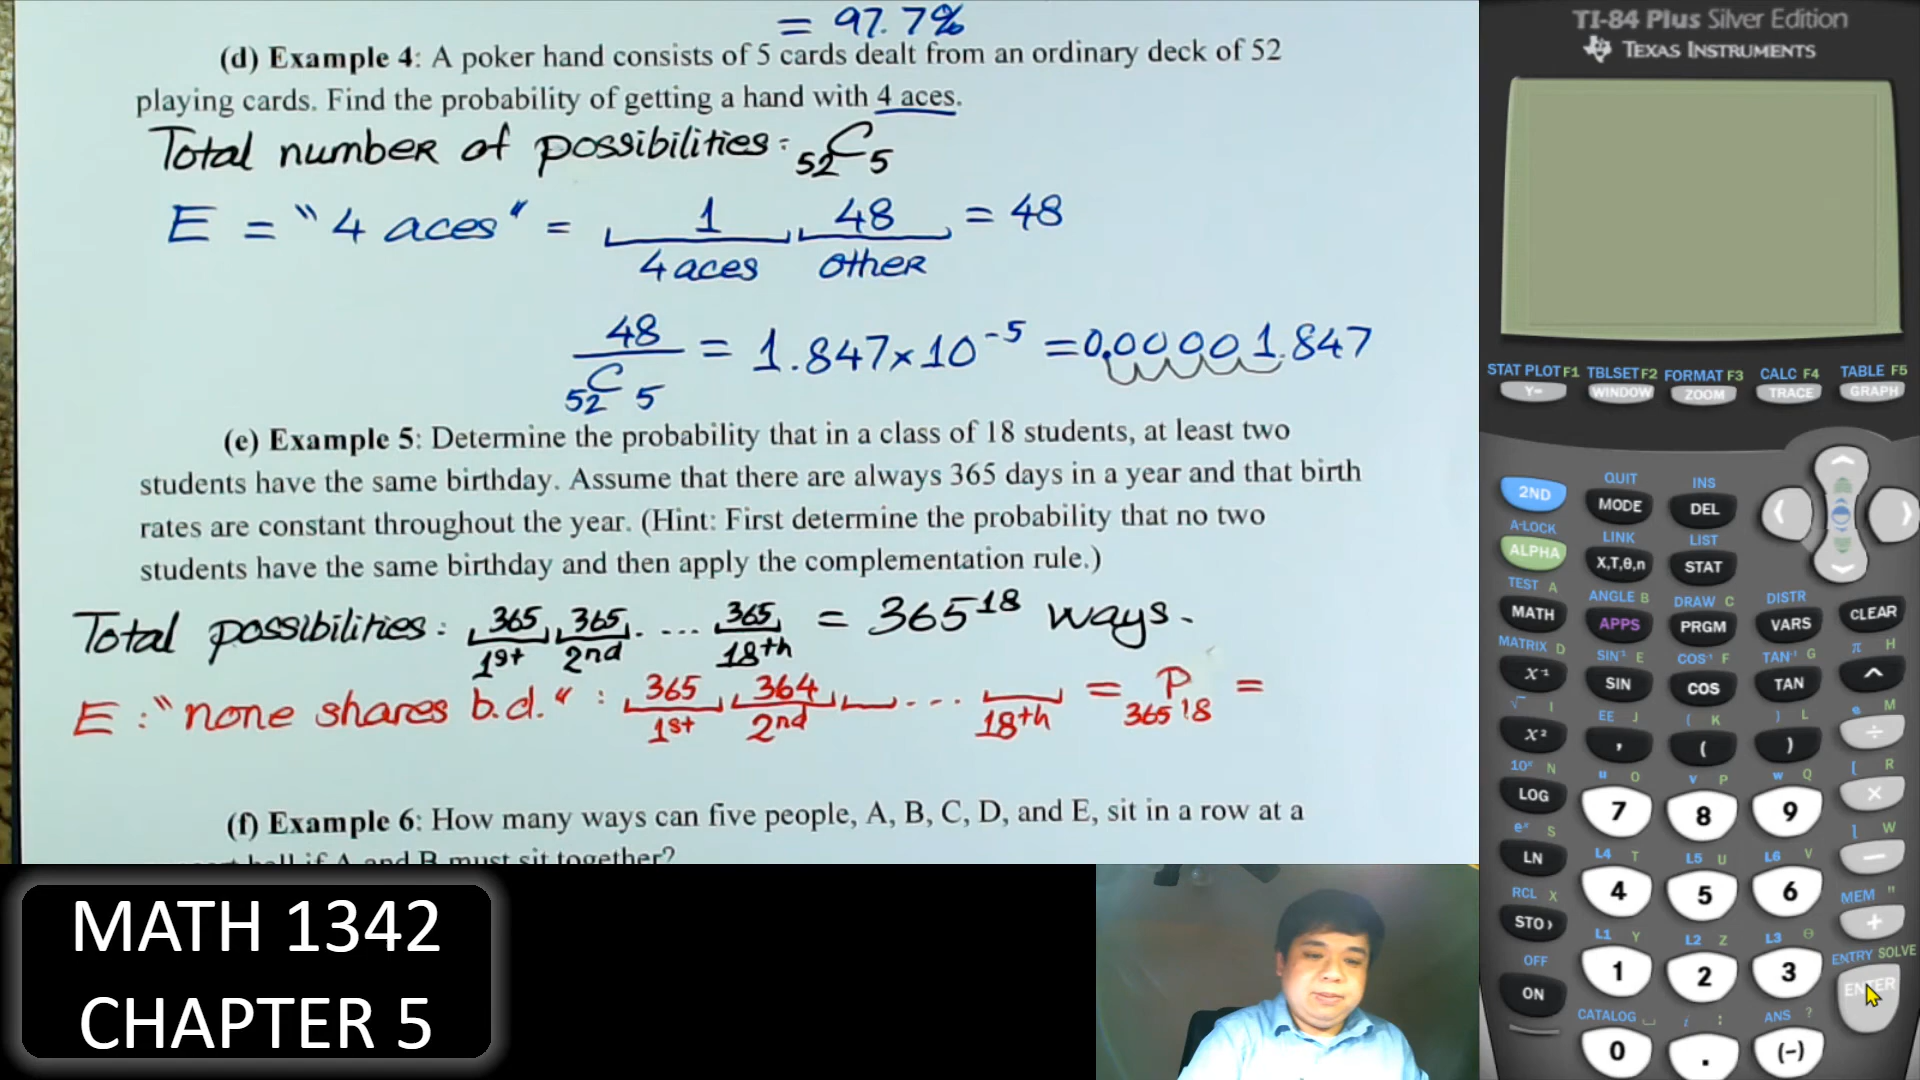 = 97.7%
(d) Example 4: A poker hand consists of 5 cards dealt from an ordinary deck of 52
playing cards. Find the probability of getting a hand with 4 aces.
Total number of possibilities: 52C5
E = "4 aces" = 1 48 = 48
4 aces other
48 / 52C5 = 1.847×10^-5 = 0.00001.847
(e) Example 5: Determine the probability that in a class of 18 students, at least two
students have the same birthday. Assume that there are always 365 days in a year and that birth
rates are constant throughout the year. (Hint: First determine the probability that no two
students have the same birthday and then apply the complementation rule.)
Total possibilities: 365 365 . ... 365 = 365^18 ways.
1st 2nd 18th
E: "none shares b.d.": 365 364 ... = 365P18 =
1st 2nd 18th
(f) Example 6: How many ways can five people, A, B, C, D, and E, sit in a row at a
hall if A and B must sit together?
MATH 1342
CHAPTER 5
TI-84 Plus Silver Edition
TEXAS INSTRUMENTS
STAT PLOT F1 TBLSET F2 FORMAT F3 CALC F4 TABLE F5
Y= WINDOW ZOOM TRACE GRAPH
QUIT INS
2ND MODE DEL
A-LOCK LINK LIST
ALPHA X,T,θ,n STAT
TEST A ANGLE B DRAW C DISTR
MATH APPS PRGM VARS CLEAR
MATRIX D SIN⁻¹ E COS⁻¹ F TAN⁻¹ G π H
X⁻¹ SIN COS TAN ^
√ I EE J ( K ) L e M
X² , ( ) ÷
10ˣ N u O v P w Q [ R
LOG 7 8 9 ×
eˣ S L4 T L5 U L6 V ] W
LN 4 5 6 −
RCL X L1 Y L2 Z L3 θ MEM "
STO› 1 2 3 +
OFF ENTRY SOLVE
ON ENTER
CATALOG i : ANS ?
0 . (-)